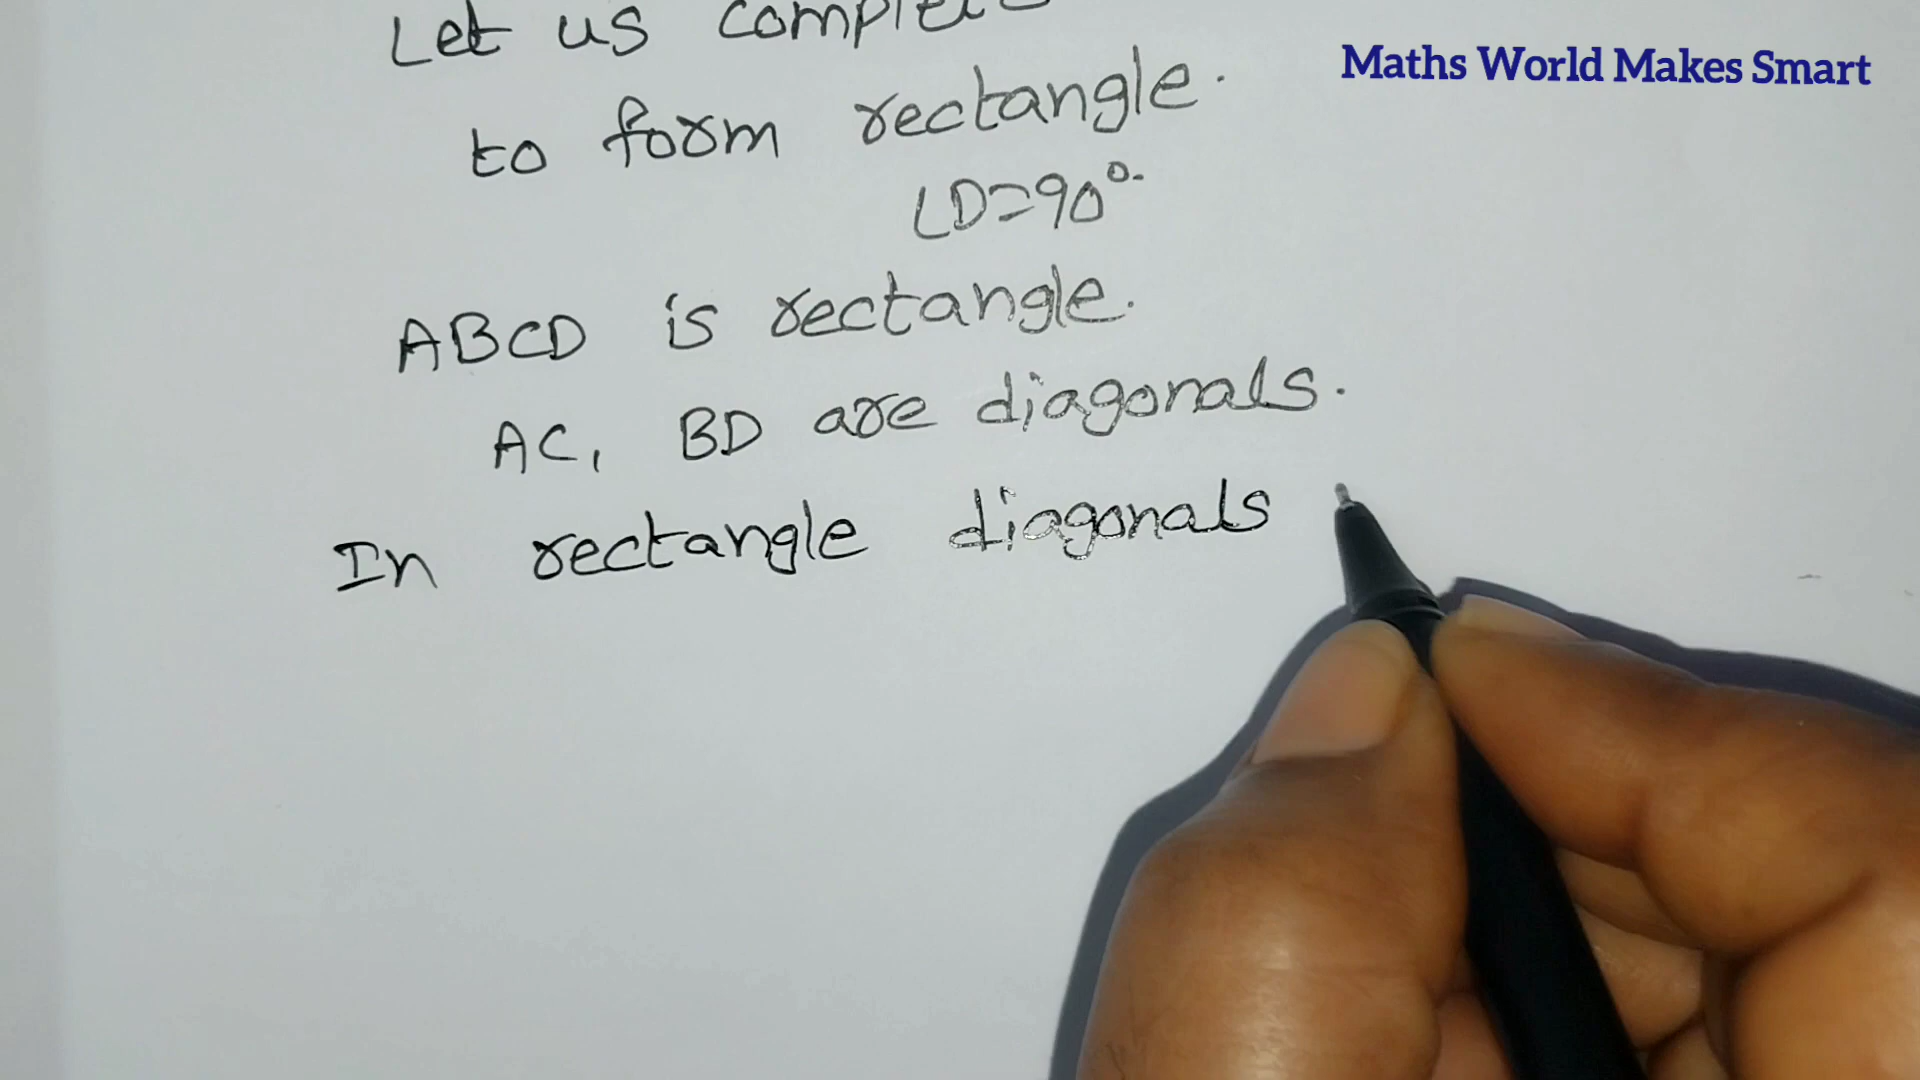 Let us complete
Maths World Makes Smart
to form rectangle.
∠D=90°.
ABCD is rectangle.
AC, BD are diagonals.
In rectangle diagonals